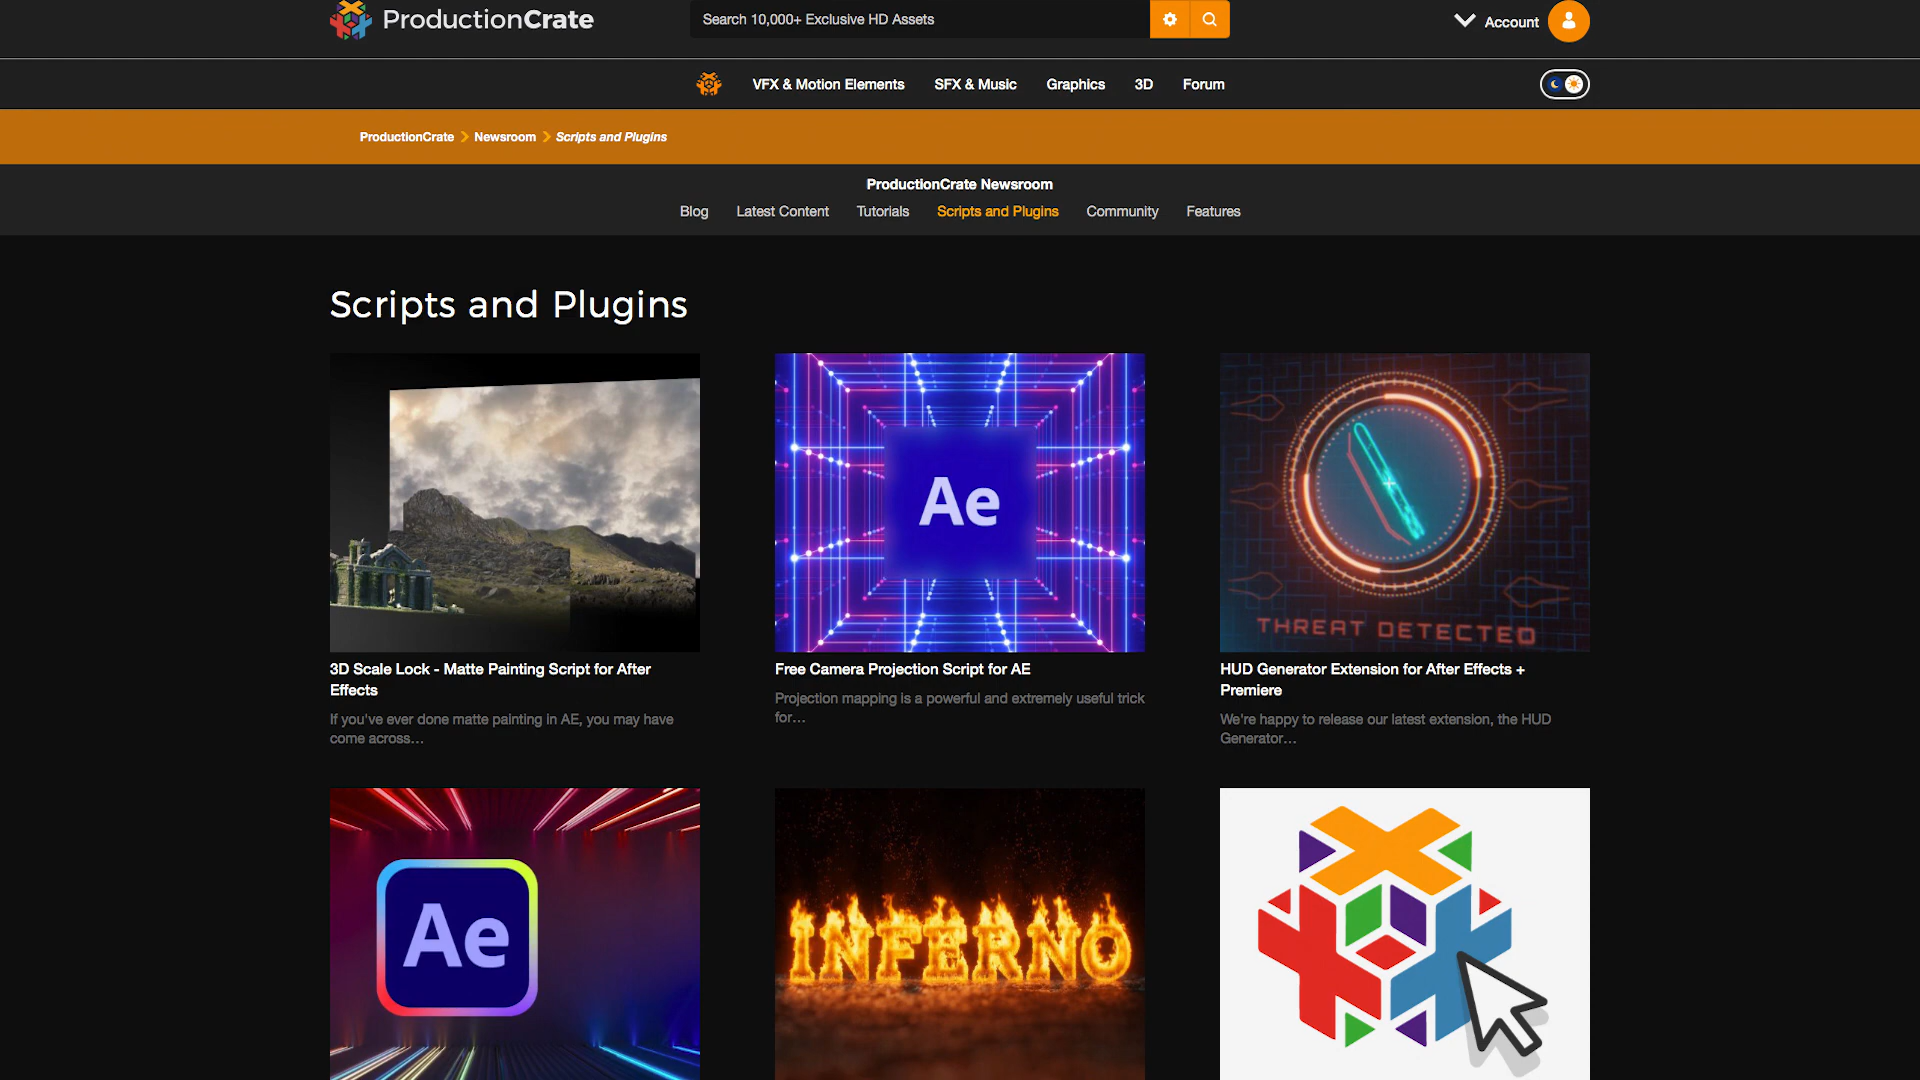 ProductionCrate
Search 10,000+ Exclusive HD Assets
Account
VFX & Motion Elements
SFX & Music
Graphics
3D
Forum
ProductionCrate
Newsroom
Scripts and Plugins
ProductionCrate Newsroom
Blog
Latest Content
Tutorials
Scripts and Plugins
Community
Features
Scripts and Plugins
Ae
THREAT DETECTED
3D Scale Lock - Matte Painting Script for After
Effects
If you've ever done matte painting in AE, you may have
come across...
Free Camera Projection Script for AE
Projection mapping is a powerful and extremely useful trick
for...
HUD Generator Extension for After Effects +
Premiere
We're happy to release our latest extension, the HUD
Generator...
Ae
INFERNO